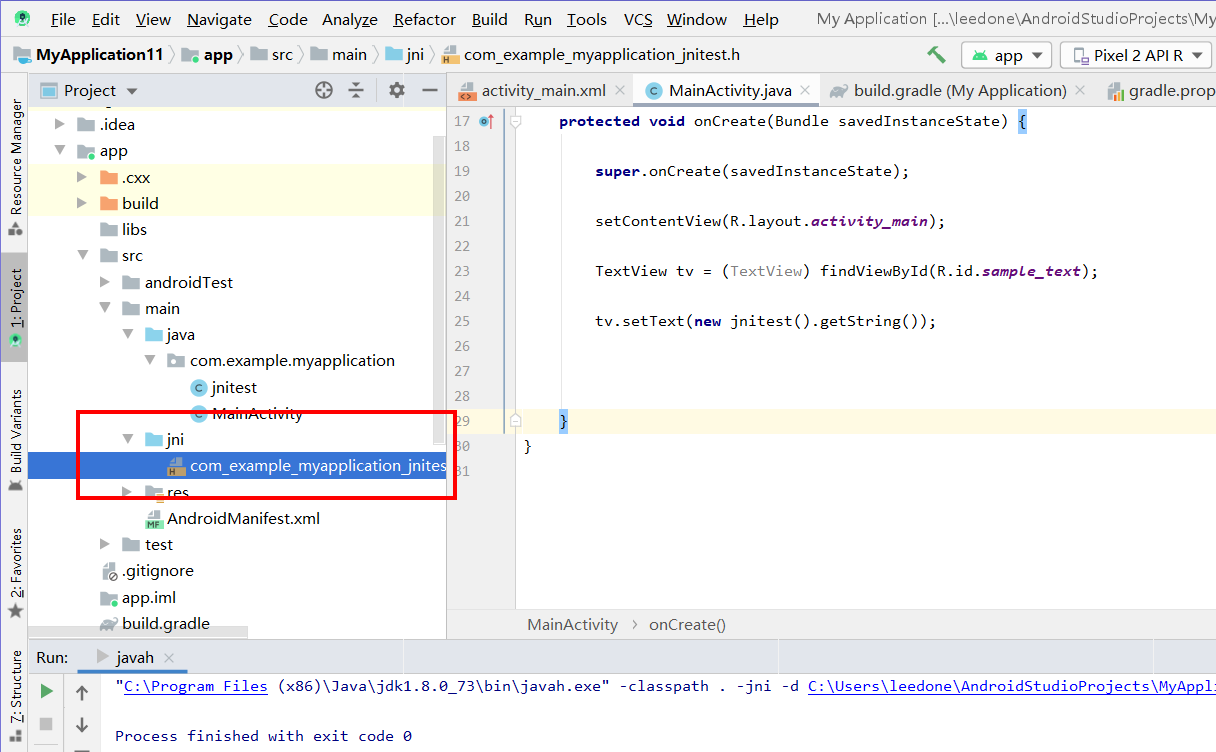 File Edit View Navigate Code Analyze Refactor Build Run Tools VCS Window Help My Application [...\leedone\AndroidStudioProjects\My
MyApplication11 app src main jni com_example_myapplication_jnitest.h app Pixel 2 API R
Project
activity_main.xml MainActivity.java build.gradle (My Application) gradle.prop
Resource Manager
1: Project
Build Variants
2: Favorites
7: Structure
.idea
app
.cxx
build
libs
src
androidTest
main
java
com.example.myapplication
jnitest
MainActivity
jni
com_example_myapplication_jnites
res
AndroidManifest.xml
test
.gitignore
app.iml
build.gradle
17 protected void onCreate(Bundle savedInstanceState) {
18
19 super.onCreate(savedInstanceState);
20
21 setContentView(R.layout.activity_main);
22
23 TextView tv = (TextView) findViewById(R.id.sample_text);
24
25 tv.setText(new jnitest().getString());
26
27
28
29 }
30 }
31
MainActivity onCreate()
Run: javah
"C:\Program Files (x86)\Java\jdk1.8.0_73\bin\javah.exe" -classpath . -jni -d C:\Users\leedone\AndroidStudioProjects\MyAppli
Process finished with exit code 0